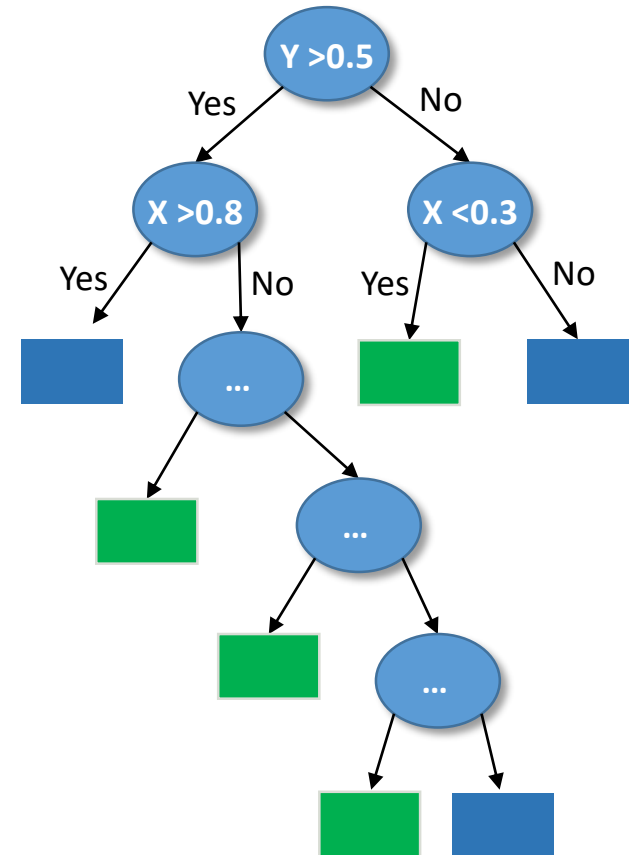 Y >0.5
Yes
No
X >0.8
X <0.3
Yes
No
Yes
No
...
...
...